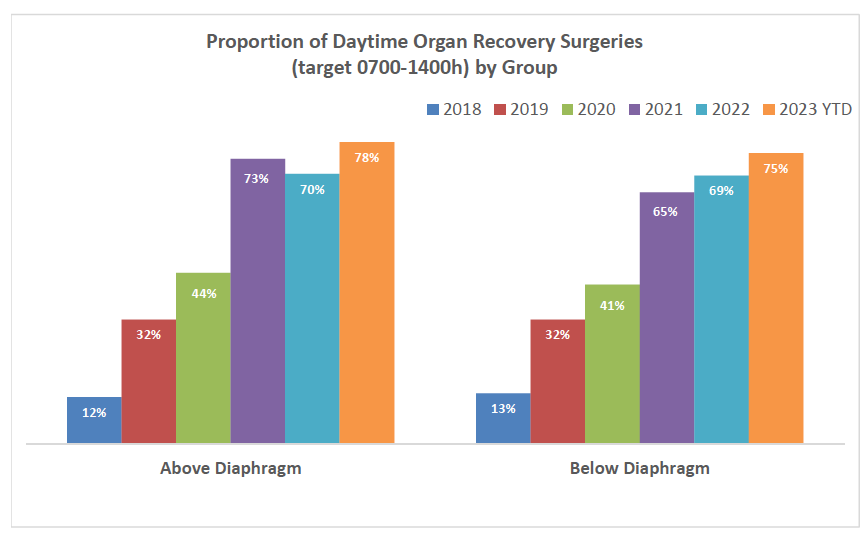 Proportion of Daytime Organ Recovery Surgeries
(target 0700-1400h) by Group
2018 2019 2020 2021 2022 2023 YTD
12% 32% 44% 73% 70% 78%
13% 32% 41% 65% 69% 75%
Above Diaphragm Below Diaphragm